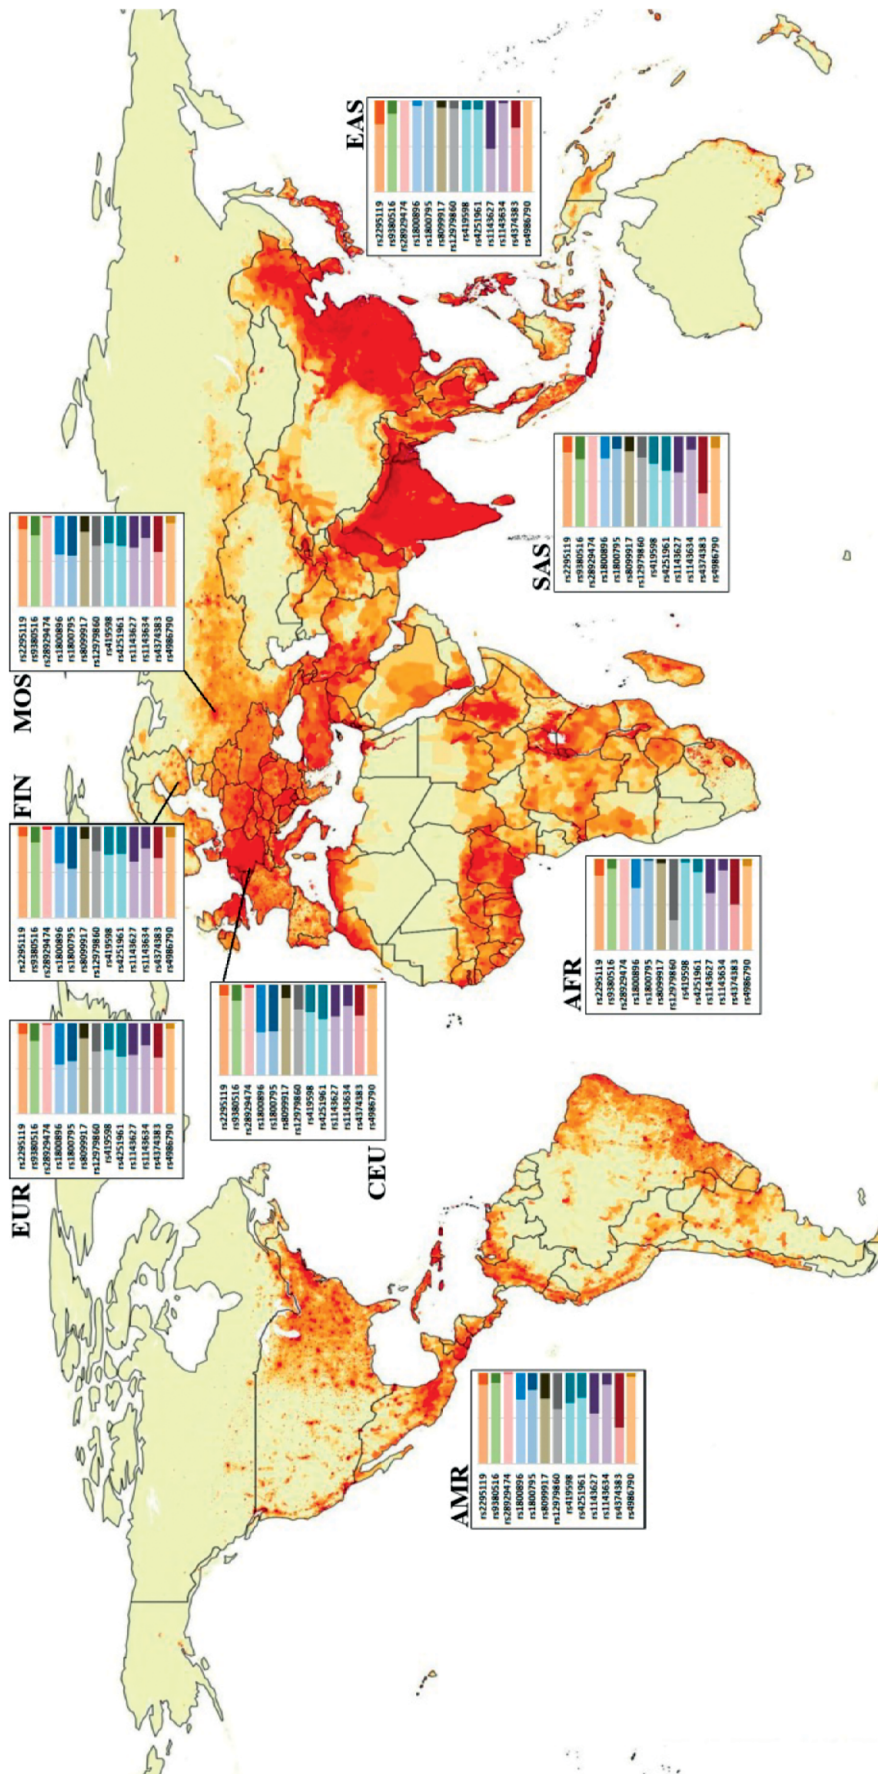 EUR
rs2295119
rs9380516
rs28929474
rs1800896
rs1800795
rs8099917
rs12979860
rs419598
rs4251961
rs1143627
rs1143634
rs4374383
rs4986790
FIN
rs2295119
rs9380516
rs28929474
rs1800896
rs1800795
rs8099917
rs12979860
rs419598
rs4251961
rs1143627
rs1143634
rs4374383
rs4986790
MOS
rs2295119
rs9380516
rs28929474
rs1800896
rs1800795
rs8099917
rs12979860
rs419598
rs4251961
rs1143627
rs1143634
rs4374383
rs4986790
CEU
rs2295119
rs9380516
rs28929474
rs1800896
rs1800795
rs8099917
rs12979860
rs419598
rs4251961
rs1143627
rs1143634
rs4374383
rs4986790
EAS
rs2295119
rs9380516
rs28929474
rs1800896
rs1800795
rs8099917
rs12979860
rs419598
rs4251961
rs1143627
rs1143634
rs4374383
rs4986790
AMR
rs2295119
rs9380516
rs28929474
rs1800896
rs1800795
rs8099917
rs12979860
rs419598
rs4251961
rs1143627
rs1143634
rs4374383
rs4986790
SAS
rs2295119
rs9380516
rs28929474
rs1800896
rs1800795
rs8099917
rs12979860
rs419598
rs4251961
rs1143627
rs1143634
rs4374383
rs4986790
AFR
rs2295119
rs9380516
rs28929474
rs1800896
rs1800795
rs8099917
rs12979860
rs419598
rs4251961
rs1143627
rs1143634
rs4374383
rs4986790